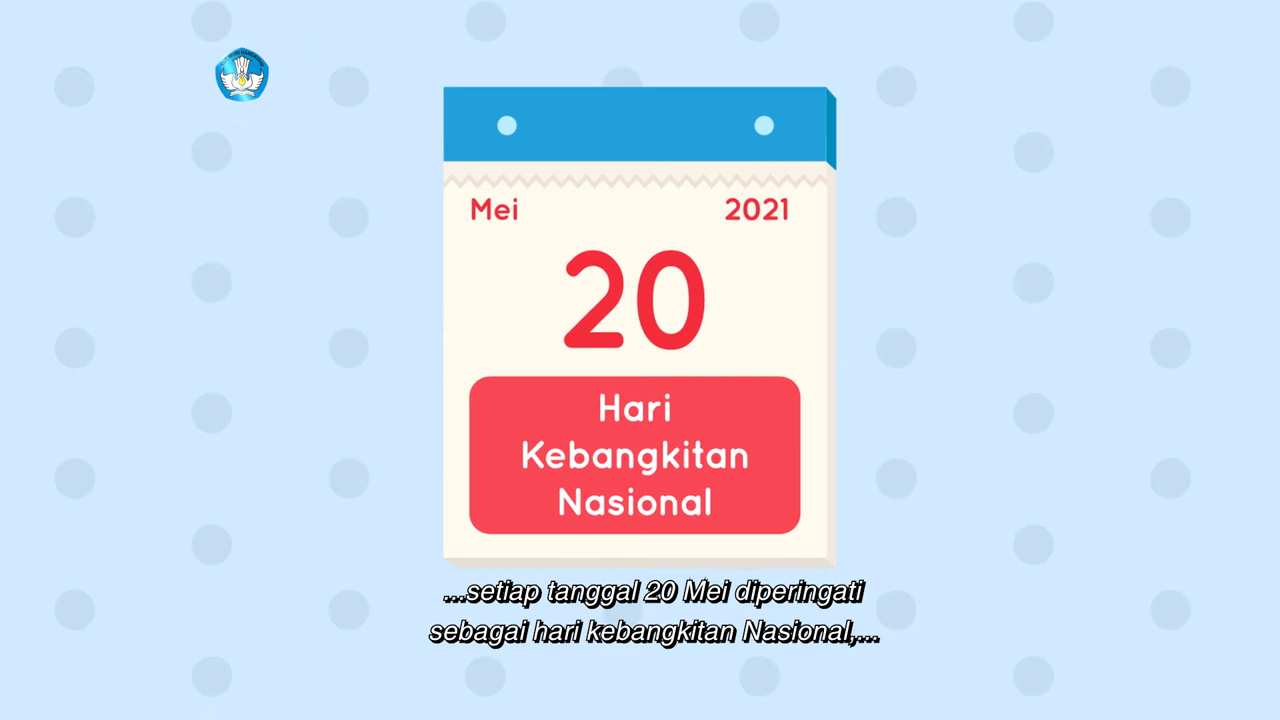 Mei 2021
20
Hari
Kebangkitan
Nasional
...setiap tanggal 20 Mei diperingati
sebagai hari kebangkitan Nasional,...